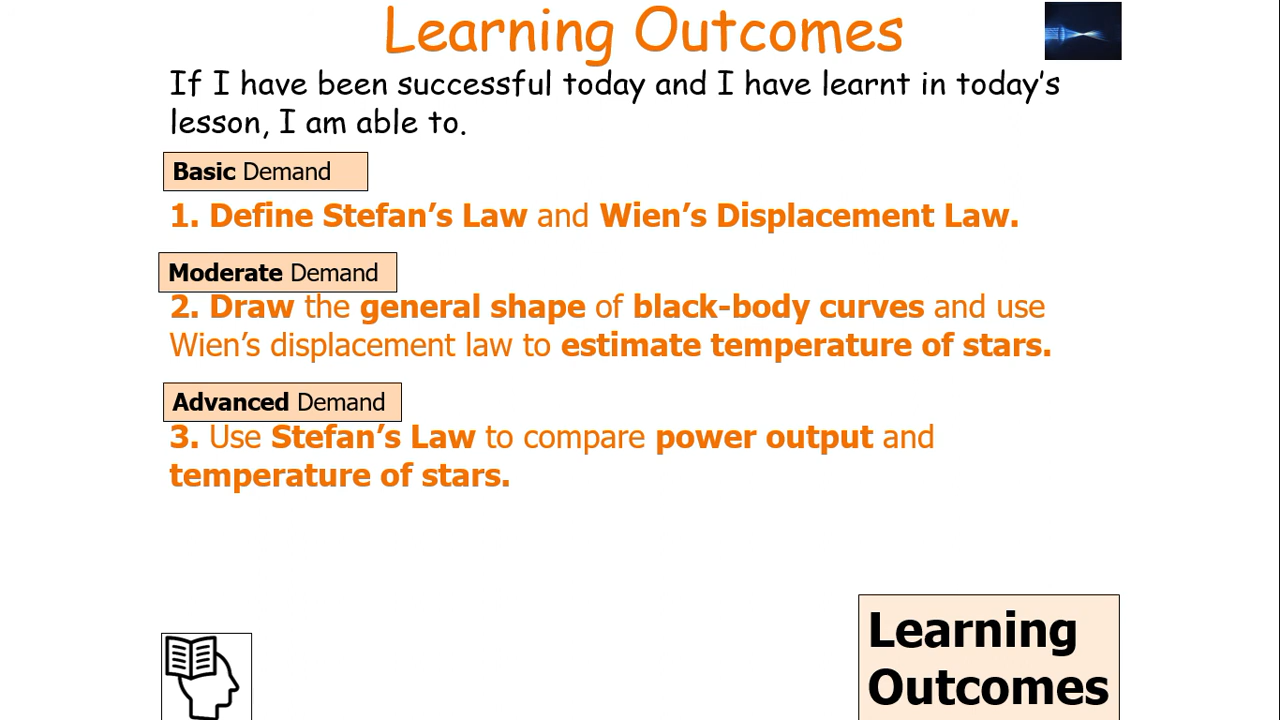 Learning Outcomes
If I have been successful today and I have learnt in today's
lesson, I am able to.
Basic Demand
1. Define Stefan's Law and Wien's Displacement Law.
Moderate Demand
2. Draw the general shape of black-body curves and use
Wien's displacement law to estimate temperature of stars.
Advanced Demand
3. Use Stefan's Law to compare power output and
temperature of stars.
Learning
Outcomes